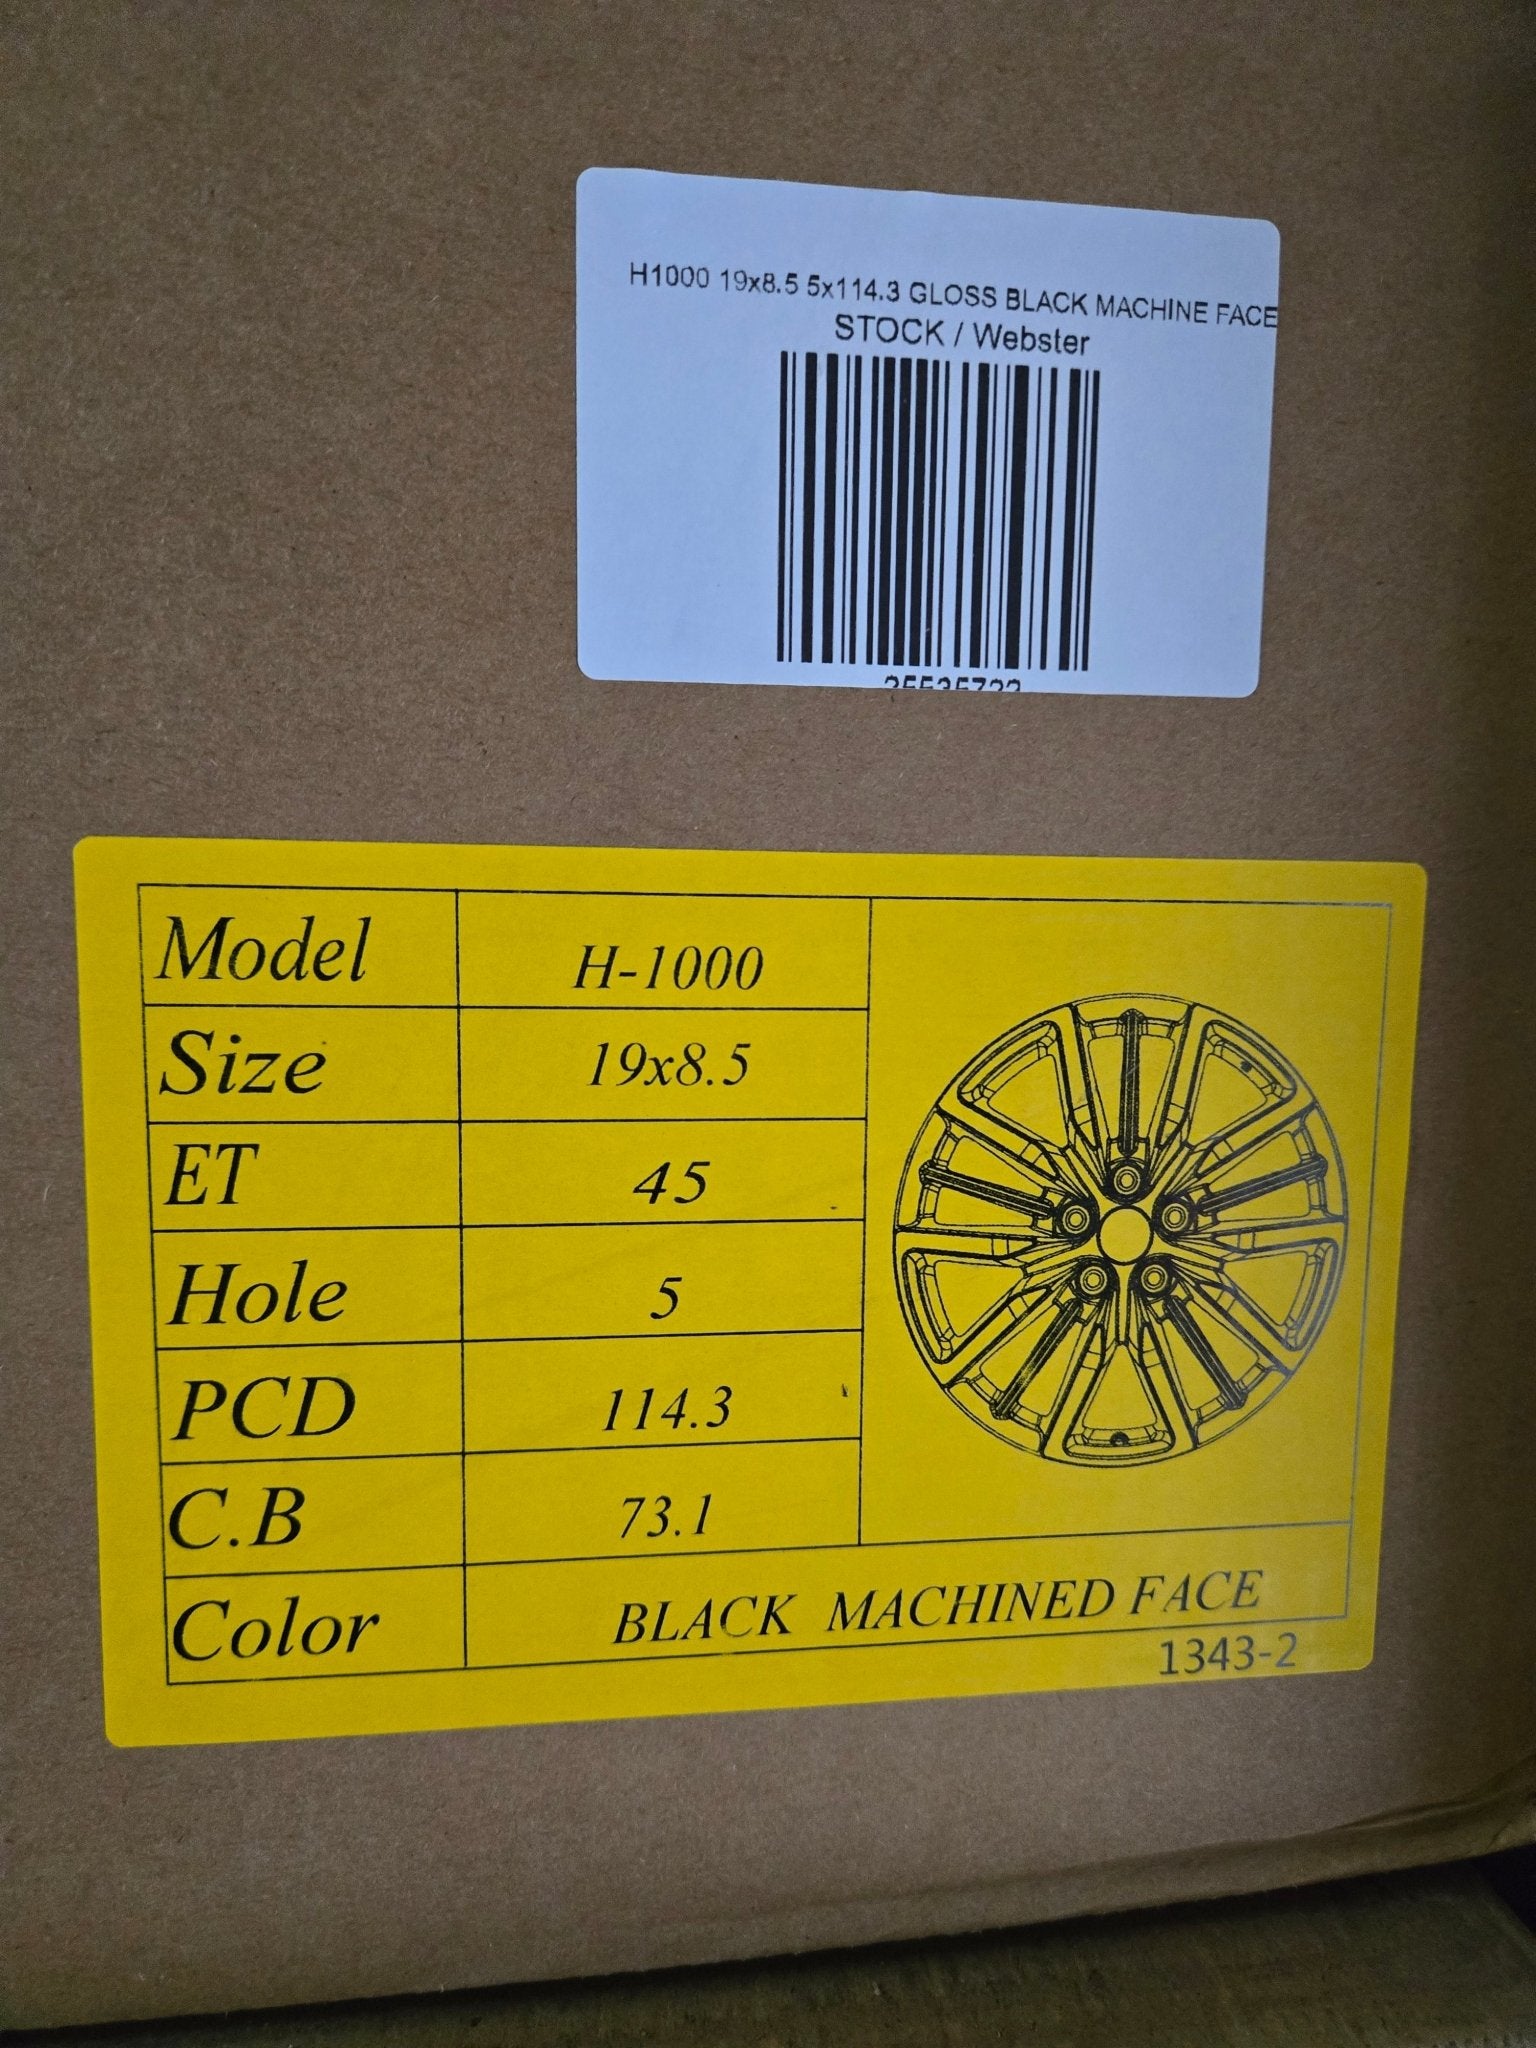 H1000 19x8.5 5x114.3 GLOSS BLACK MACHINE FACE
STOCK / Webster
Model H-1000
Size 19x8.5
ET 45
Hole 5
PCD 114.3
C.B 73.1
Color BLACK MACHINED FACE
1343-2